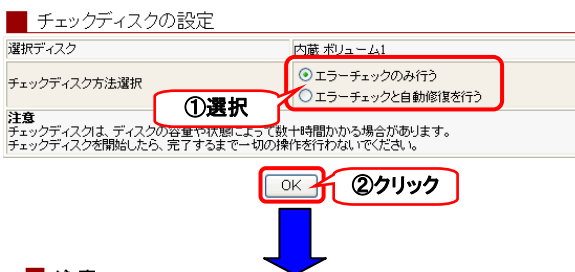 チェックディスクの設定
選択ディスク
内蔵 ボリューム1
チェックディスク方法選択
エラーチェックのみ行う
エラーチェックと自動修復を行う
①選択
注意
チェックディスクは、ディスクの容量や状態によって数十時間かかる場合があります。
チェックディスクを開始したら、完了するまで一切の操作を行わないでください。
OK
②クリック